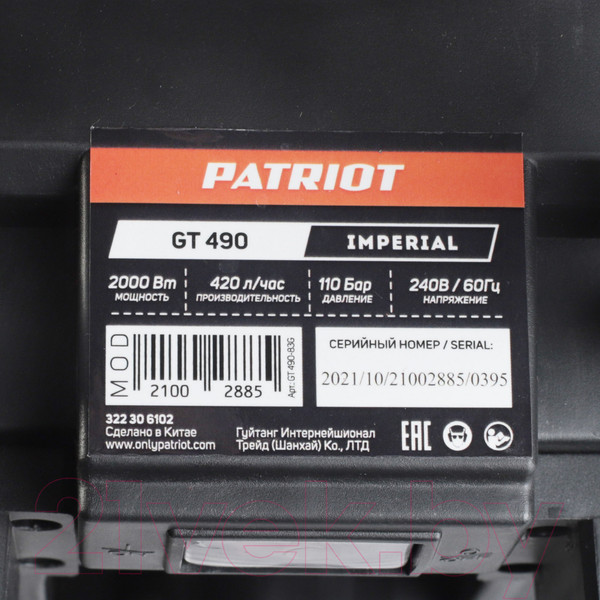 PATRIOT
GT 490 IMPERIAL
2000 Вт 420 л/час 110 Бар 240В / 60Гц
МОЩНОСТЬ ПРОИЗВОДИТЕЛЬНОСТЬ ДАВЛЕНИЕ НАПРЯЖЕНИЕ
MOD
2100 2885
Арт.: GT 490-83G
СЕРИЙНЫЙ НОМЕР / SERIAL:
2021/10/21002885/0395
322 30 6102
Сделано в Китае
www.onlypatriot.com
Гуйтанг Интернейшионал
Трейд (Шанхай) Ко., ЛТД
EAC